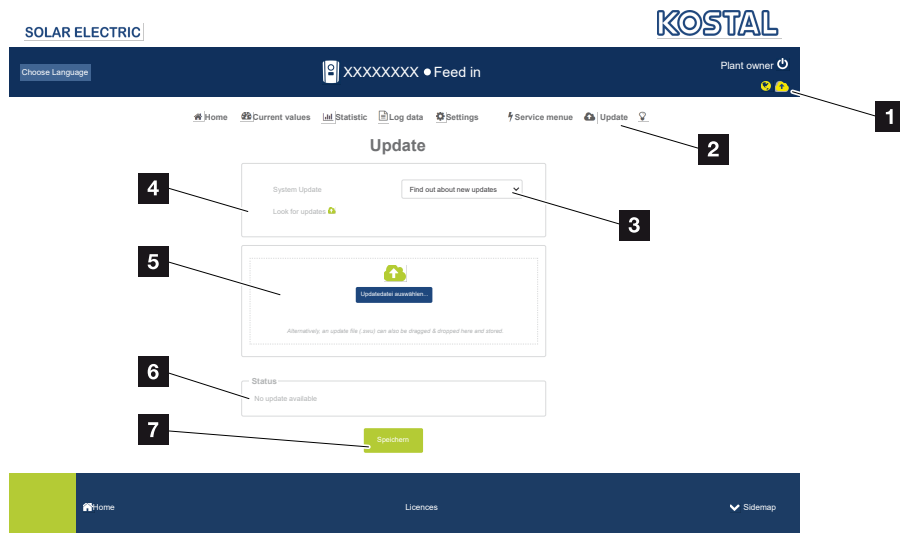 SOLAR ELECTRIC
KOSTAL
Choose Language
XXXXXXXX ● Feed in
Plant owner
1
Home Current values Statistic Log data Settings Service menue Update
2
Update
4
System Update Find out about new updates
Look for updates
3
5
Updatedatei auswählen...
Alternatively, an update file (.swu) can also be dragged & dropped here and stored.
6
Status
No update available
7
Speichern
Home Licences Sidemap